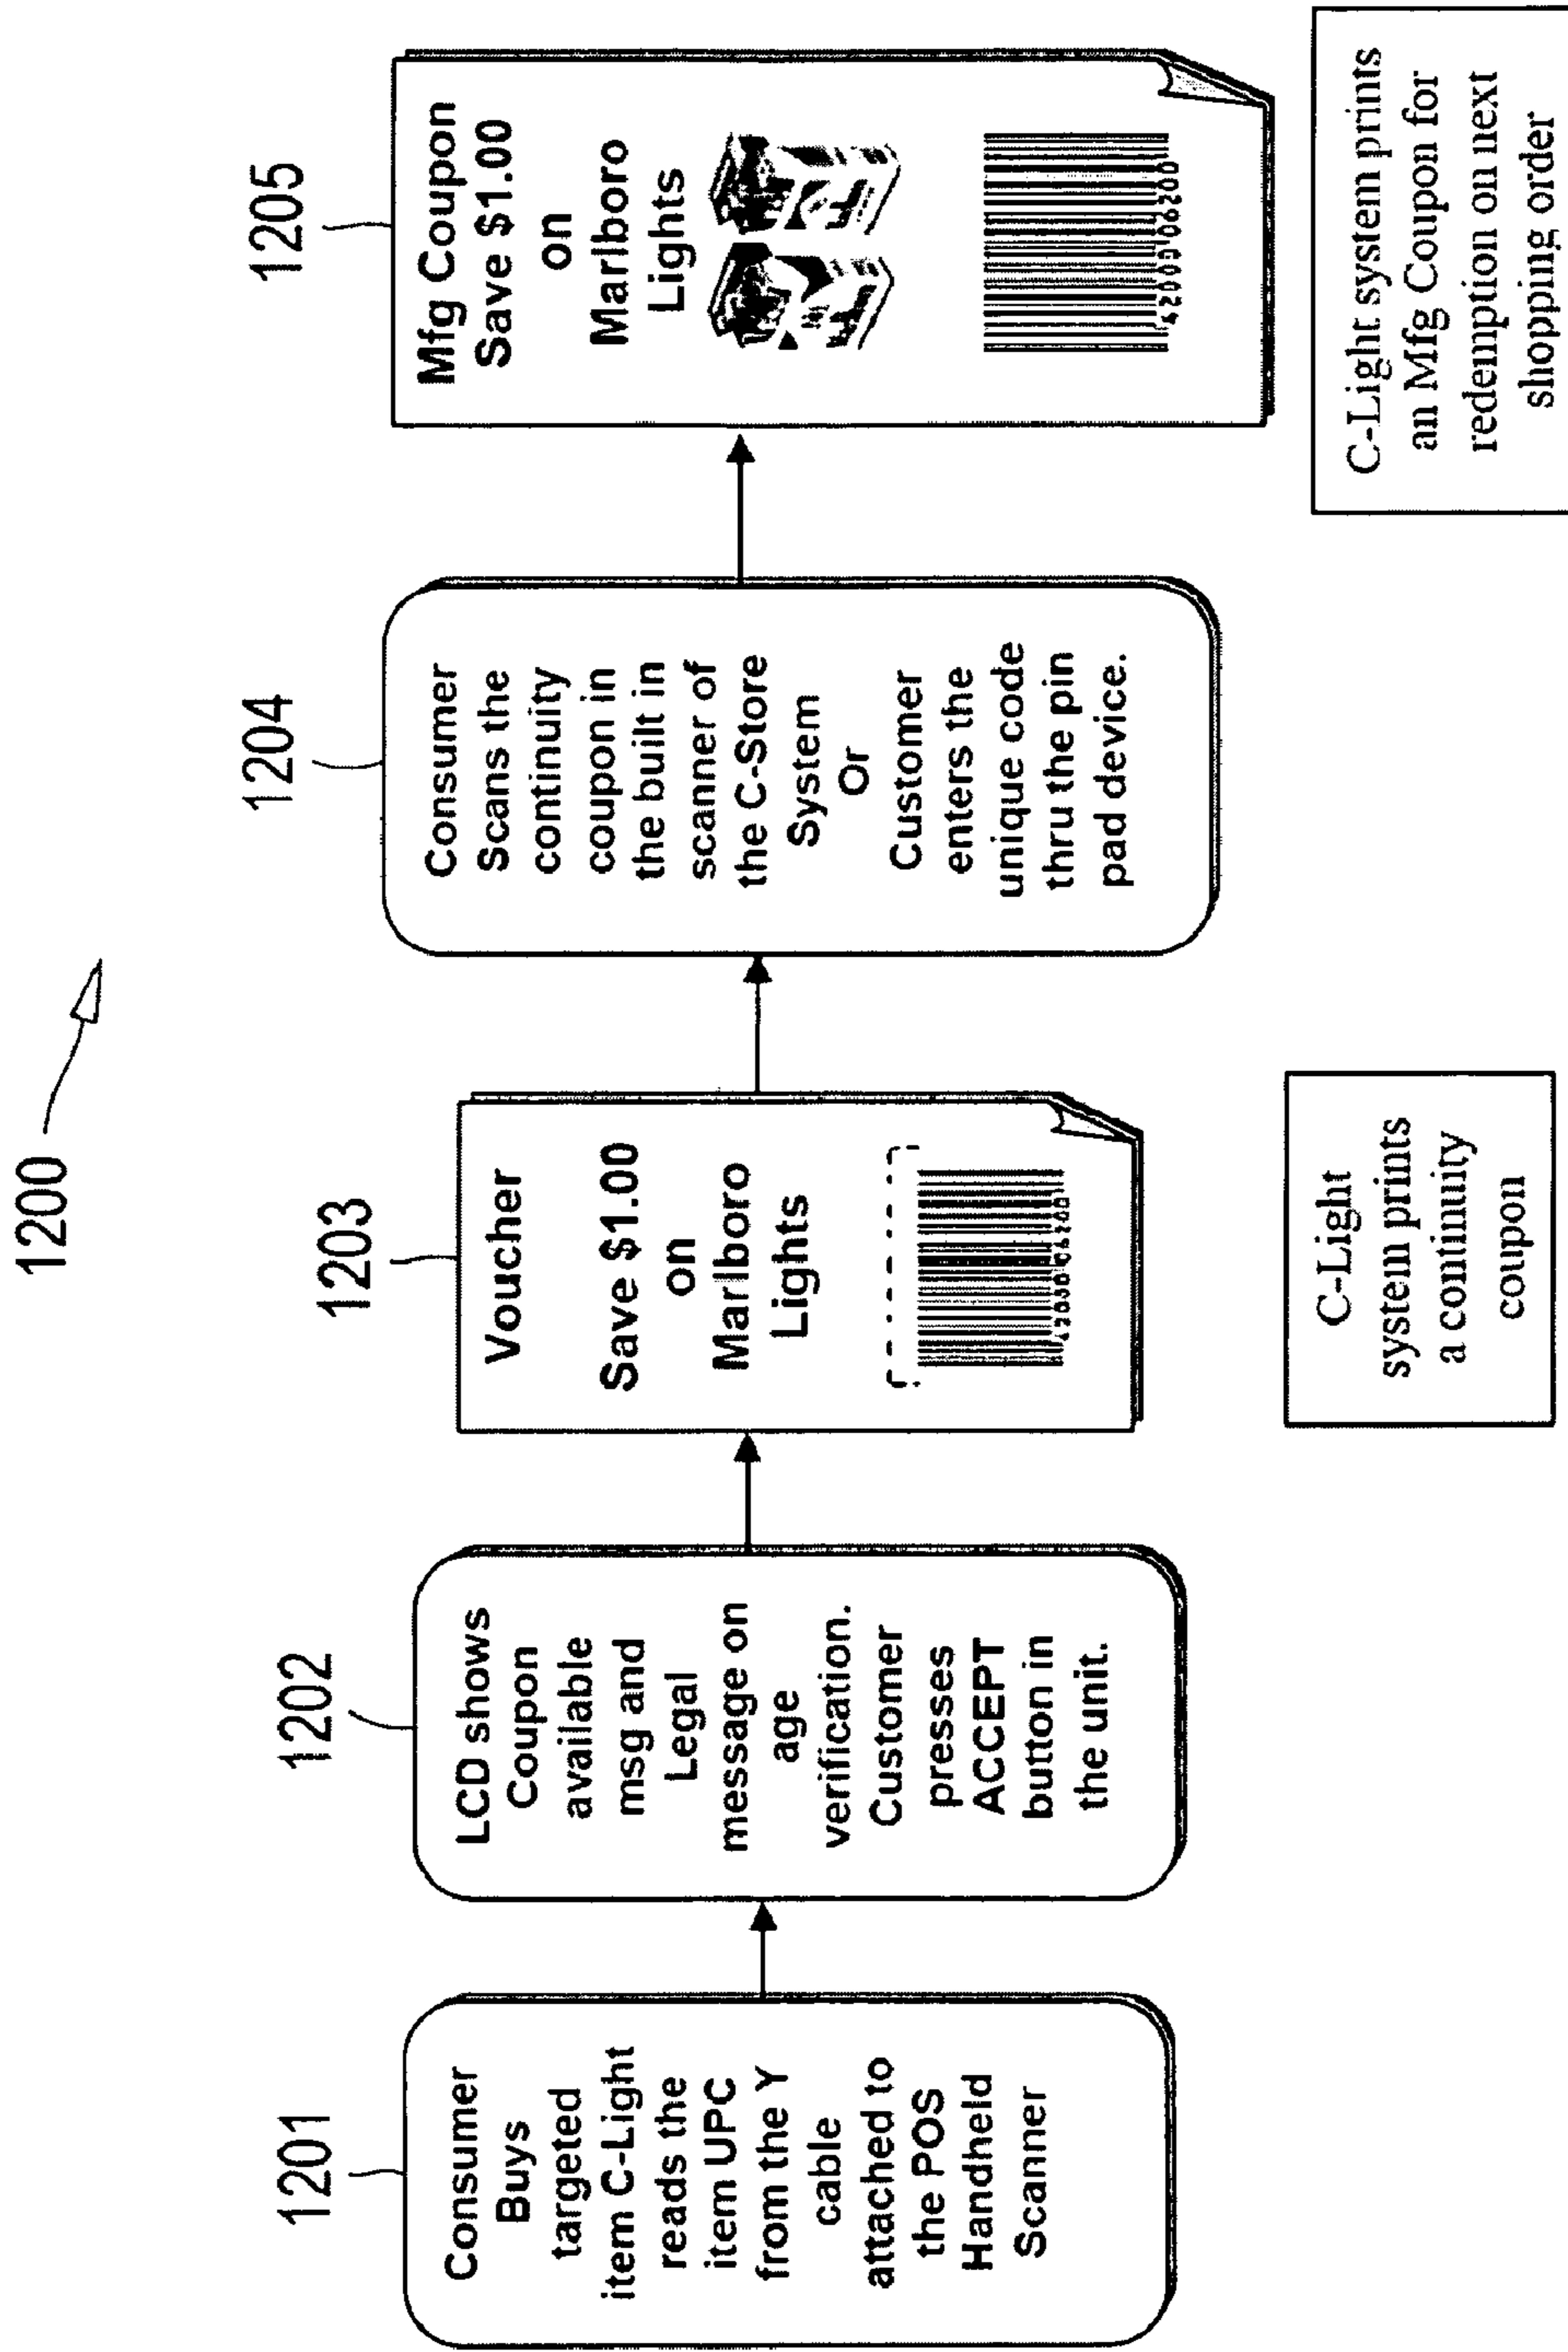 1200
1201
Consumer
Buys
targeted
item C-Light
reads the
item UPC
from the Y
cable
attached to
the POS
Handheld
Scanner
1202
LCD shows
Coupon
available
msg and
Legal
message on
age
verification.
Customer
presses
ACCEPT
button in
the unit.
1203
Voucher
Save $1.00
on
Marlboro
Lights
C-Light
system prints
a continuity
coupon
1204
Consumer
Scans the
continuity
coupon in
the built in
scanner of
the C-Store
System
Or
Customer
enters the
unique code
thru the pin
pad device.
1205
Mfg Coupon
Save $1.00
on
Marlboro
Lights
C-Light system prints
an Mfg Coupon for
redemption on next
shopping order